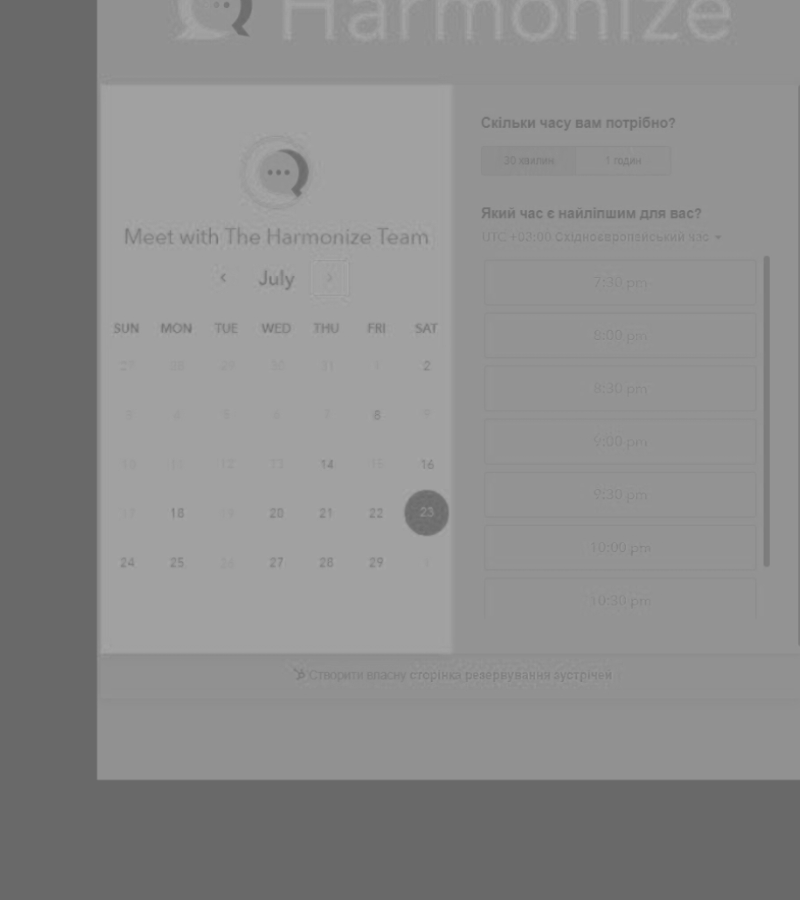 Harmonize
Meet with The Harmonize Team
July
SUN MON TUE WED THU FRI SAT
27 28 29 30 31 1 2
3 4 5 6 7 8 9
10 11 12 13 14 15 16
17 18 19 20 21 22 23
24 25 26 27 28 29 1
Скільки часу вам потрібно?
30 хвилин 1 годин
Який час є найліпшим для вас?
UTC +03:00 Східноєвропейський час
7:30 pm
8:00 pm
8:30 pm
9:00 pm
9:30 pm
10:00 pm
10:30 pm
Створити власну сторінка резервування зустрічей